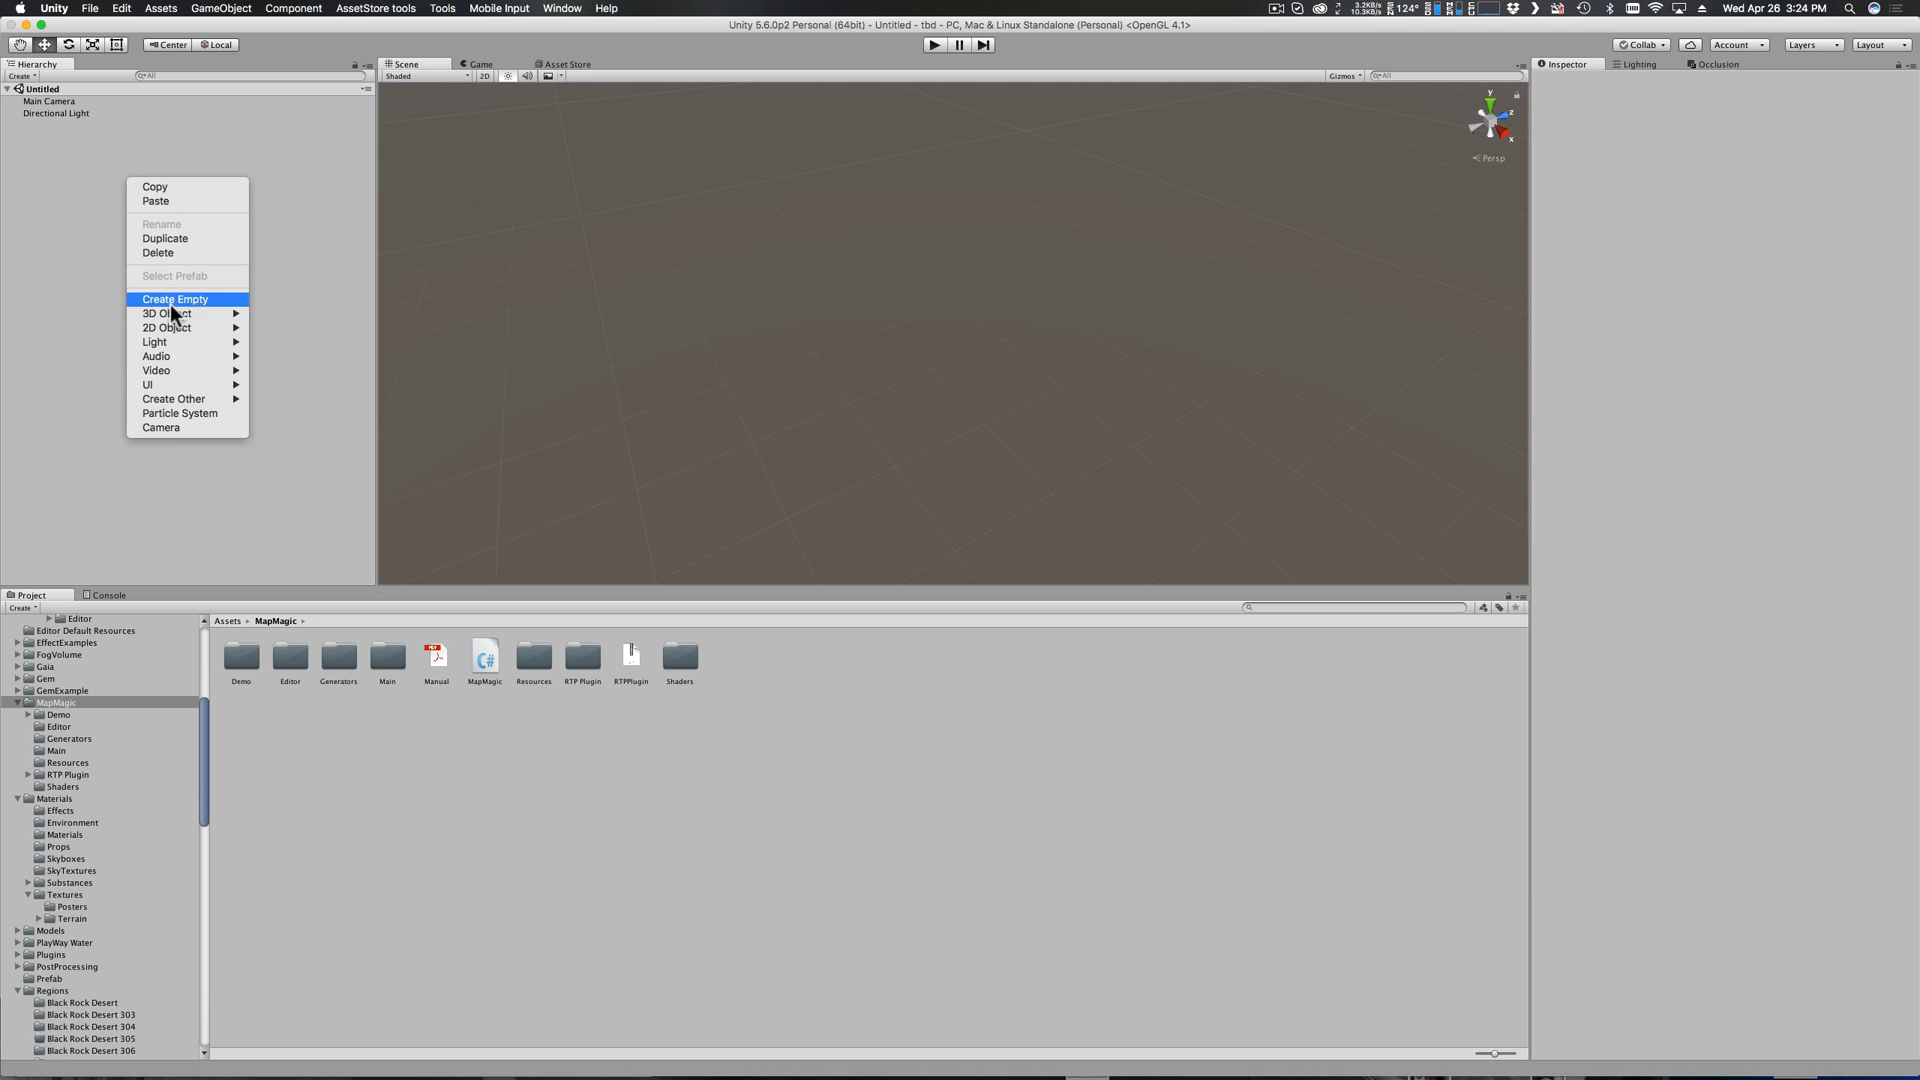 Unity File Edit Assets GameObject Component AssetStore tools Tools Mobile Input Window Help
3.2KB/s
10.3KB/s
124°
Wed Apr 26 3:24 PM
Unity 5.6.0p2 Personal (64bit) - Untitled - tbd - PC, Mac & Linux Standalone (Personal) <OpenGL 4.1>
Center Local
Collab Account Layers Layout
Hierarchy
Create All
Untitled
Main Camera
Directional Light
Scene Game Asset Store
Shaded 2D Gizmos All
y
z
x
Persp
Inspector Lighting Occlusion
Copy
Paste
Rename
Duplicate
Delete
Select Prefab
Create Empty
3D Object
2D Object
Light
Audio
Video
UI
Create Other
Particle System
Camera
Project Console
Create
Editor
Editor Default Resources
EffectExamples
FogVolume
Gaia
Gem
GemExample
MapMagic
Demo
Editor
Generators
Main
Resources
RTP Plugin
Shaders
Materials
Effects
Environment
Materials
Props
Skyboxes
SkyTextures
Substances
Textures
Posters
Terrain
Models
PlayWay Water
Plugins
PostProcessing
Prefab
Regions
Black Rock Desert
Black Rock Desert 303
Black Rock Desert 304
Black Rock Desert 305
Black Rock Desert 306
Assets MapMagic
PDF
C#
Demo Editor Generators Main Manual MapMagic Resources RTP Plugin RTPPlugin Shaders